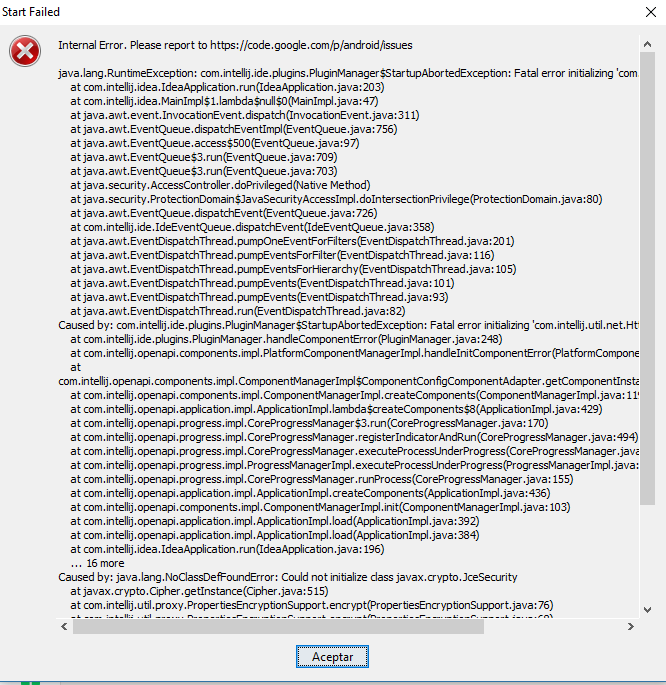 Start Failed
Internal Error. Please report to https://code.google.com/p/android/issues
java.lang.RuntimeException: com.intellij.ide.plugins.PluginManager$StartupAbortedException: Fatal error initializing 'com.
at com.intellij.idea.IdeaApplication.run(IdeaApplication.java:203)
at com.intellij.idea.MainImpl$1.lambda$null$0(MainImpl.java:47)
at java.awt.event.InvocationEvent.dispatch(InvocationEvent.java:311)
at java.awt.EventQueue.dispatchEventImpl(EventQueue.java:756)
at java.awt.EventQueue.access$500(EventQueue.java:97)
at java.awt.EventQueue$3.run(EventQueue.java:709)
at java.awt.EventQueue$3.run(EventQueue.java:703)
at java.security.AccessController.doPrivileged(Native Method)
at java.security.ProtectionDomain$JavaSecurityAccessImpl.doIntersectionPrivilege(ProtectionDomain.java:80)
at java.awt.EventQueue.dispatchEvent(EventQueue.java:726)
at com.intellij.ide.IdeEventQueue.dispatchEvent(IdeEventQueue.java:358)
at java.awt.EventDispatchThread.pumpOneEventForFilters(EventDispatchThread.java:201)
at java.awt.EventDispatchThread.pumpEventsForFilter(EventDispatchThread.java:116)
at java.awt.EventDispatchThread.pumpEventsForHierarchy(EventDispatchThread.java:105)
at java.awt.EventDispatchThread.pumpEvents(EventDispatchThread.java:101)
at java.awt.EventDispatchThread.pumpEvents(EventDispatchThread.java:93)
at java.awt.EventDispatchThread.run(EventDispatchThread.java:82)
Caused by: com.intellij.ide.plugins.PluginManager$StartupAbortedException: Fatal error initializing 'com.intellij.util.net.Htt
at com.intellij.ide.plugins.PluginManager.handleComponentError(PluginManager.java:248)
at com.intellij.openapi.components.impl.PlatformComponentManagerImpl.handleInitComponentError(PlatformCompone
at
com.intellij.openapi.components.impl.ComponentManagerImpl$ComponentConfigComponentAdapter.getComponentInsta
at com.intellij.openapi.components.impl.ComponentManagerImpl.createComponents(ComponentManagerImpl.java:119
at com.intellij.openapi.application.impl.ApplicationImpl.lambda$createComponents$8(ApplicationImpl.java:429)
at com.intellij.openapi.progress.impl.CoreProgressManager$3.run(CoreProgressManager.java:170)
at com.intellij.openapi.progress.impl.CoreProgressManager.registerIndicatorAndRun(CoreProgressManager.java:494)
at com.intellij.openapi.progress.impl.CoreProgressManager.executeProcessUnderProgress(CoreProgressManager.java
at com.intellij.openapi.progress.impl.ProgressManagerImpl.executeProcessUnderProgress(ProgressManagerImpl.java:
at com.intellij.openapi.progress.impl.CoreProgressManager.runProcess(CoreProgressManager.java:155)
at com.intellij.openapi.application.impl.ApplicationImpl.createComponents(ApplicationImpl.java:436)
at com.intellij.openapi.components.impl.ComponentManagerImpl.init(ComponentManagerImpl.java:103)
at com.intellij.openapi.application.impl.ApplicationImpl.load(ApplicationImpl.java:392)
at com.intellij.openapi.application.impl.ApplicationImpl.load(ApplicationImpl.java:384)
at com.intellij.idea.IdeaApplication.run(IdeaApplication.java:196)
... 16 more
Caused by: java.lang.NoClassDefFoundError: Could not initialize class javax.crypto.JceSecurity
at javax.crypto.Cipher.getInstance(Cipher.java:515)
at com.intellij.util.proxy.PropertiesEncryptionSupport.encrypt(PropertiesEncryptionSupport.java:76)
Aceptar